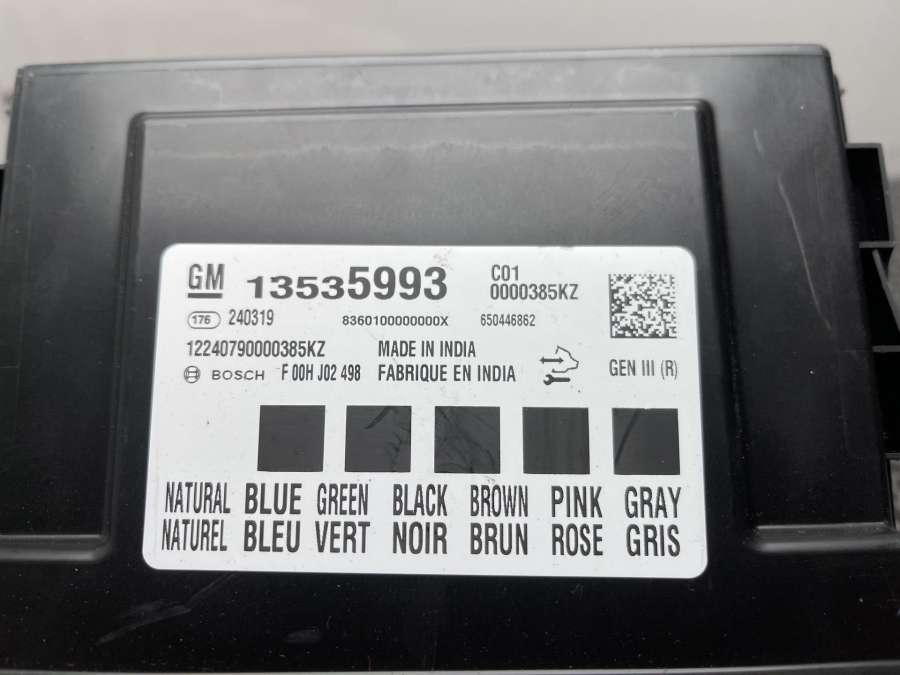 GM 13535993 C01
0000385KZ
176 240319 8360100000000X 650446862
12240790000385KZ MADE IN INDIA
BOSCH F 00H J02 498 FABRIQUE EN INDIA GEN III (R)
NATURAL BLUE GREEN BLACK BROWN PINK GRAY
NATUREL BLEU VERT NOIR BRUN ROSE GRIS